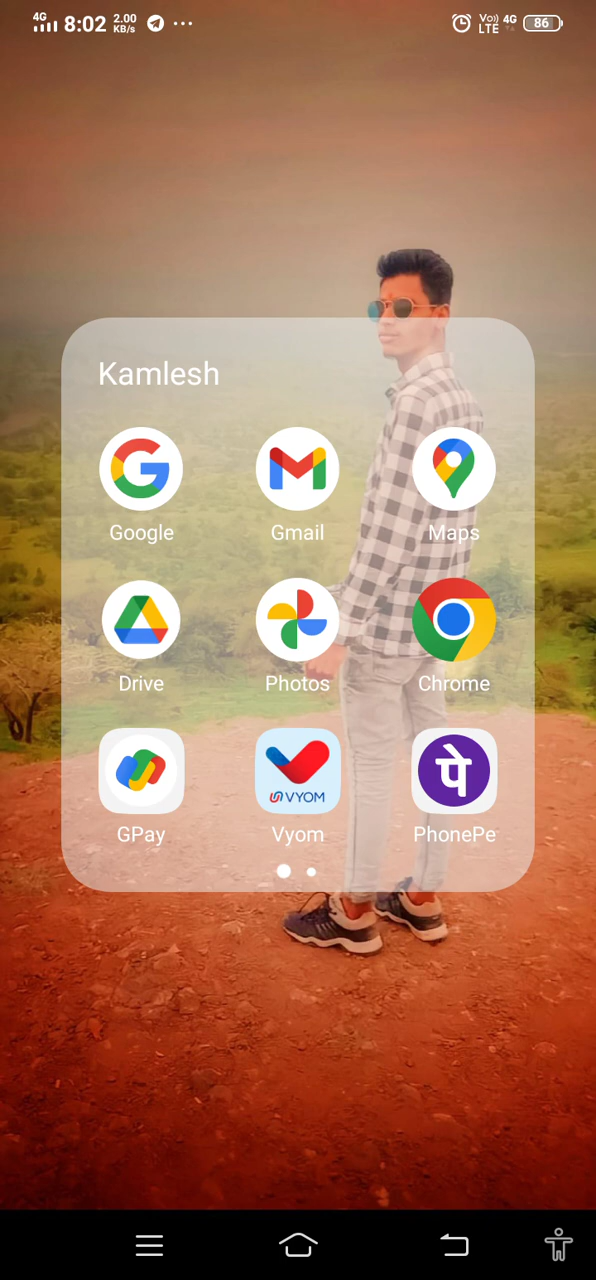 4G 8:02 2.00 KB/s ... Vo)) LTE 4G 86
Kamlesh
Google Gmail Maps
Drive Photos Chrome
VYOM पे
GPay Vyom PhonePe